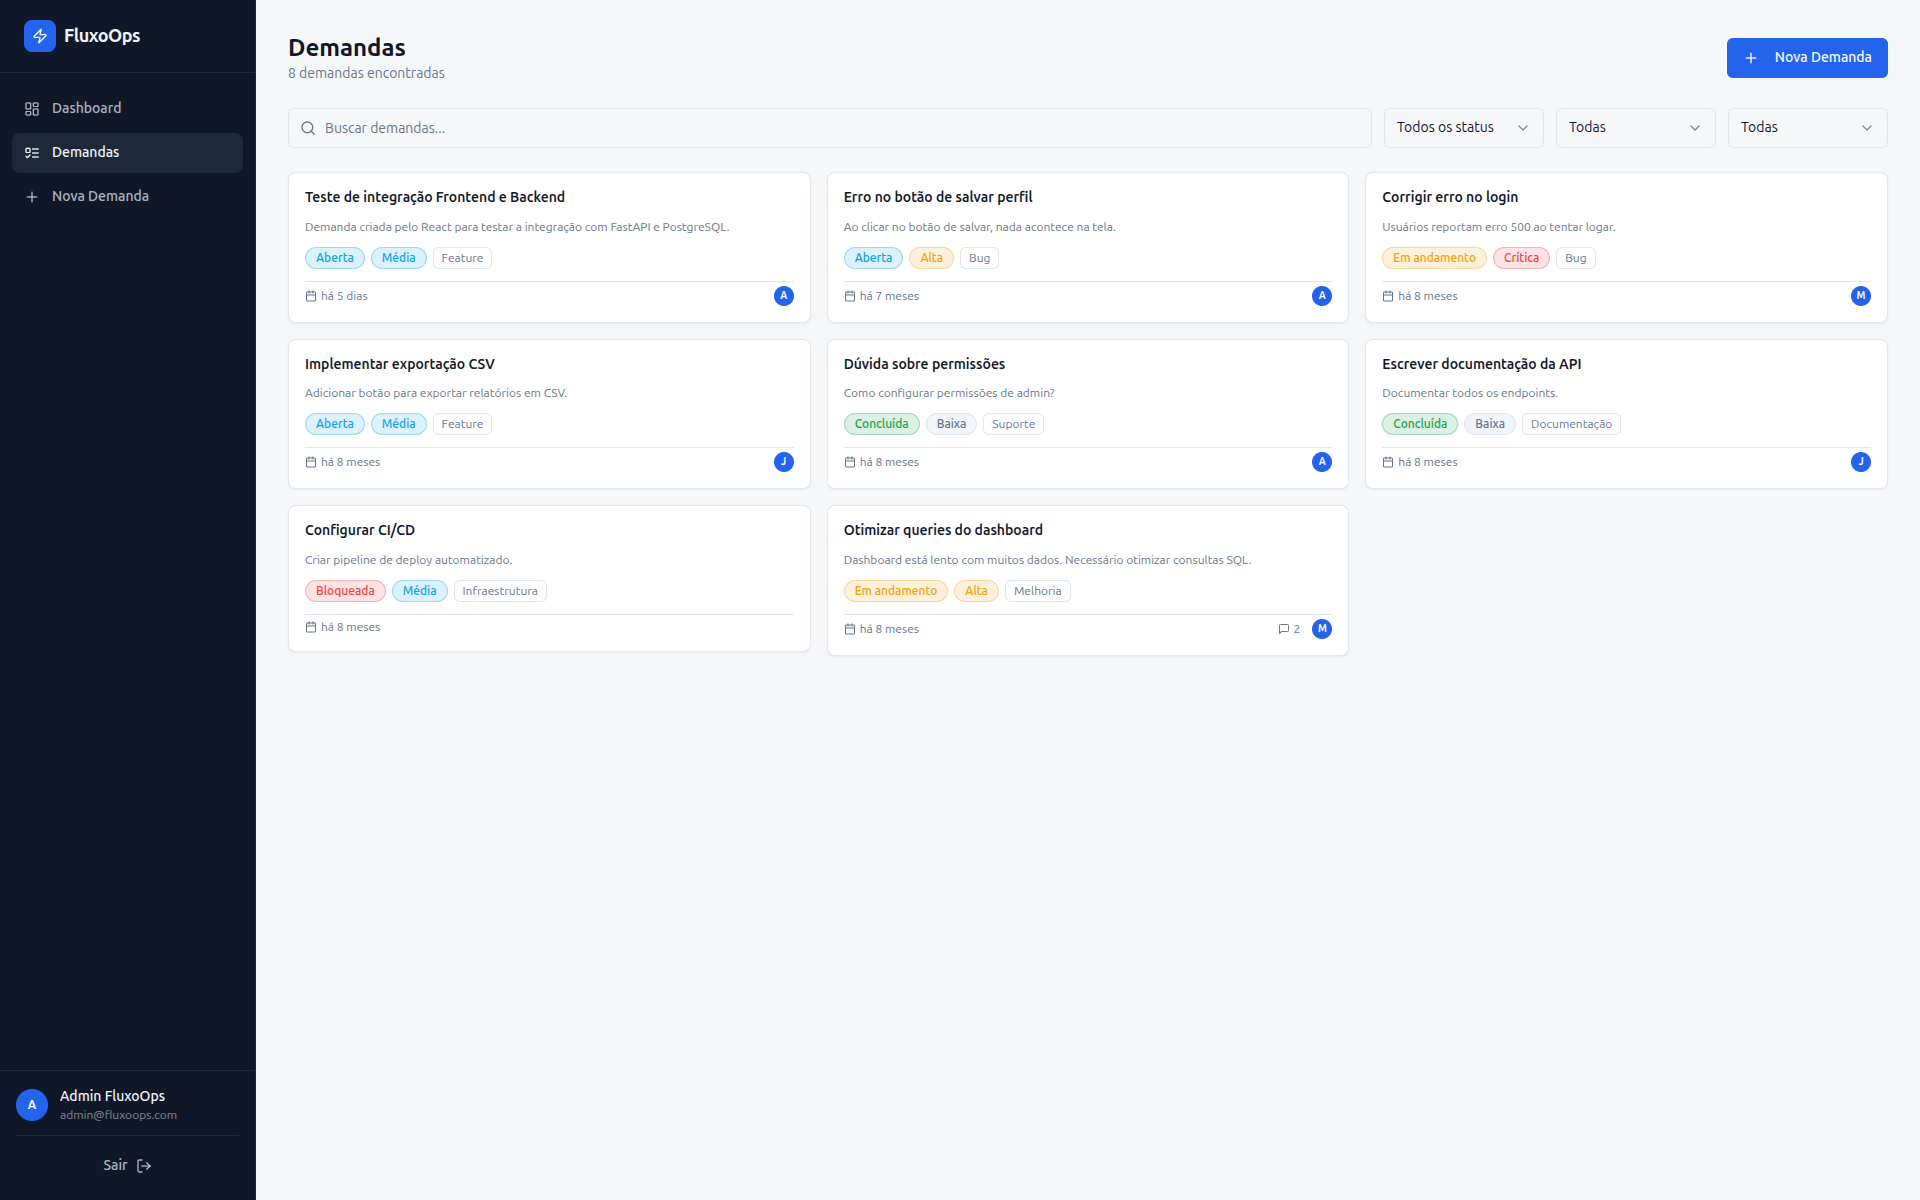 FluxoOps
Dashboard
Demandas
Nova Demanda
Admin FluxoOps
A
admin@fluxoops.com
Sair
Demandas
8 demandas encontradas
Nova Demanda
Buscar demandas...
Todos os status
Todas
Todas
Teste de integração Frontend e Backend
Demanda criada pelo React para testar a integração com FastAPI e PostgreSQL.
Aberta Média Feature
há 5 dias A
Erro no botão de salvar perfil
Ao clicar no botão de salvar, nada acontece na tela.
Aberta Alta Bug
há 7 meses A
Corrigir erro no login
Usuários reportam erro 500 ao tentar logar.
Em andamento Crítica Bug
há 8 meses M
Implementar exportação CSV
Adicionar botão para exportar relatórios em CSV.
Aberta Média Feature
há 8 meses J
Dúvida sobre permissões
Como configurar permissões de admin?
Concluída Baixa Suporte
há 8 meses A
Escrever documentação da API
Documentar todos os endpoints.
Concluída Baixa Documentação
há 8 meses J
Configurar CI/CD
Criar pipeline de deploy automatizado.
Bloqueada Média Infraestrutura
há 8 meses
Otimizar queries do dashboard
Dashboard está lento com muitos dados. Necessário otimizar consultas SQL.
Em andamento Alta Melhoria
há 8 meses 2 M